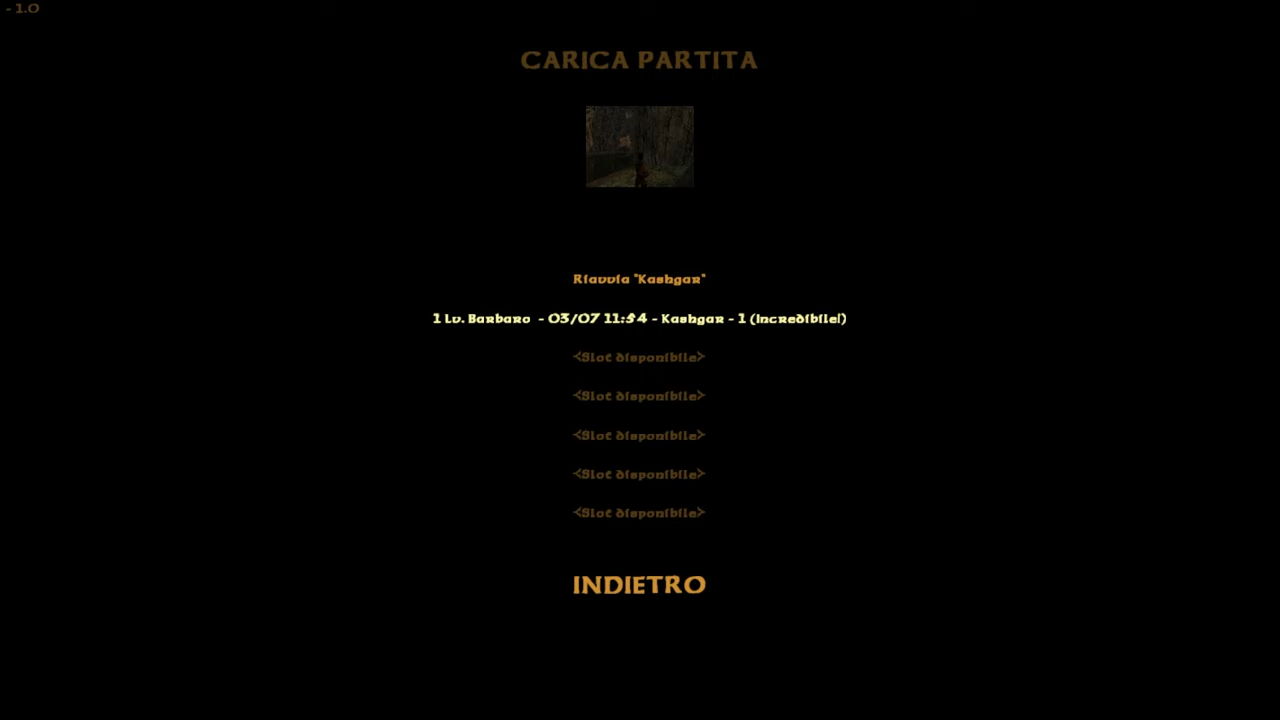 - 1.0
CARICA PARTITA
Riavvia "Kashgar"
1 Lv. Barbaro - 03/07 11:54 - Kashgar - 1 (Incredibile!)
<Slot disponibile>
<Slot disponibile>
<Slot disponibile>
<Slot disponibile>
<Slot disponibile>
INDIETRO